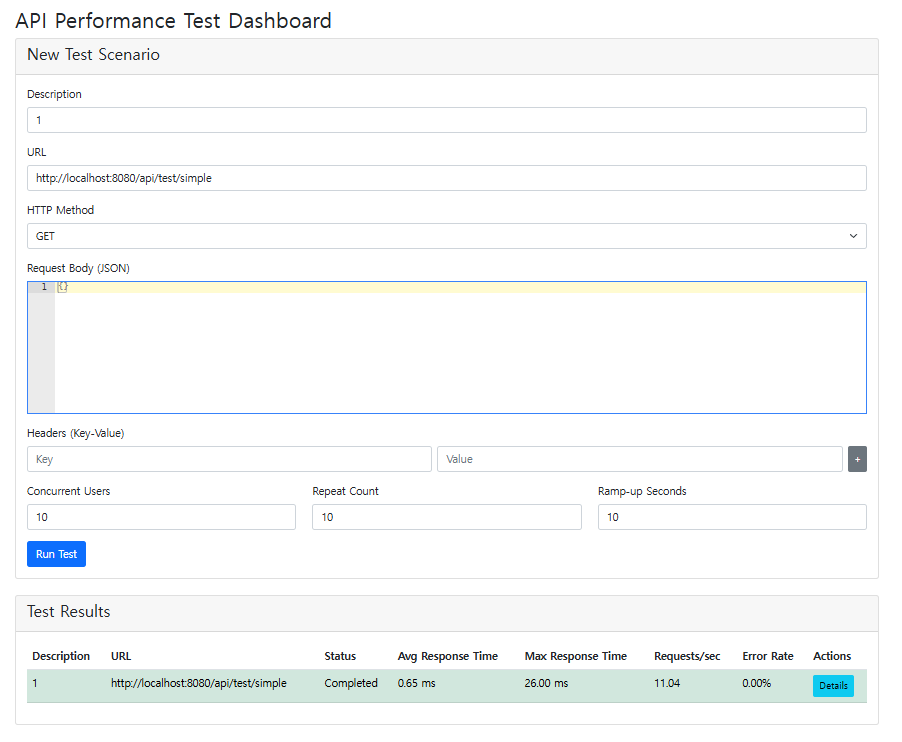 API Performance Test Dashboard
New Test Scenario
Description
1
URL
http://localhost:8080/api/test/simple
HTTP Method
GET
Request Body (JSON)
1 {}
Headers (Key-Value)
Key Value +
Concurrent Users Repeat Count Ramp-up Seconds
10 10 10
Run Test
Test Results
Description URL Status Avg Response Time Max Response Time Requests/sec Error Rate Actions
1 http://localhost:8080/api/test/simple Completed 0.65 ms 26.00 ms 11.04 0.00% Details